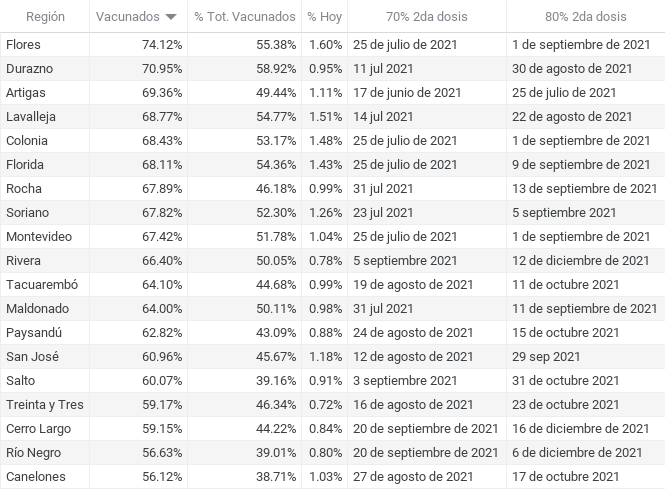 Región Vacunados % Tot. Vacunados % Hoy 70% 2da dosis 80% 2da dosis
Flores 74.12% 55.38% 1.60% 25 de julio de 2021 1 de septiembre de 2021
Durazno 70.95% 58.92% 0.95% 11 jul 2021 30 de agosto de 2021
Artigas 69.36% 49.44% 1.11% 17 de junio de 2021 25 de julio de 2021
Lavalleja 68.77% 54.77% 1.51% 14 jul 2021 22 de agosto de 2021
Colonia 68.43% 53.17% 1.48% 25 de julio de 2021 1 de septiembre de 2021
Florida 68.11% 54.36% 1.43% 25 de julio de 2021 9 de septiembre de 2021
Rocha 67.89% 46.18% 0.99% 31 jul 2021 13 de septiembre de 2021
Soriano 67.82% 52.30% 1.26% 23 jul 2021 5 septiembre 2021
Montevideo 67.42% 51.78% 1.04% 25 de julio de 2021 1 de septiembre de 2021
Rivera 66.40% 50.05% 0.78% 5 septiembre 2021 12 de diciembre de 2021
Tacuarembó 64.10% 44.68% 0.99% 19 de agosto de 2021 11 de octubre 2021
Maldonado 64.00% 50.11% 0.98% 31 jul 2021 11 de septiembre de 2021
Paysandú 62.82% 43.09% 0.88% 24 de agosto de 2021 15 de octubre 2021
San José 60.96% 45.67% 1.18% 12 de agosto de 2021 29 sep 2021
Salto 60.07% 39.16% 0.91% 3 septiembre 2021 31 de octubre 2021
Treinta y Tres 59.17% 46.34% 0.72% 16 de agosto de 2021 23 de octubre 2021
Cerro Largo 59.15% 44.22% 0.84% 20 de septiembre de 2021 16 de diciembre de 2021
Río Negro 56.63% 39.01% 0.80% 20 de septiembre de 2021 6 de diciembre de 2021
Canelones 56.12% 38.71% 1.03% 27 de agosto de 2021 17 de octubre 2021